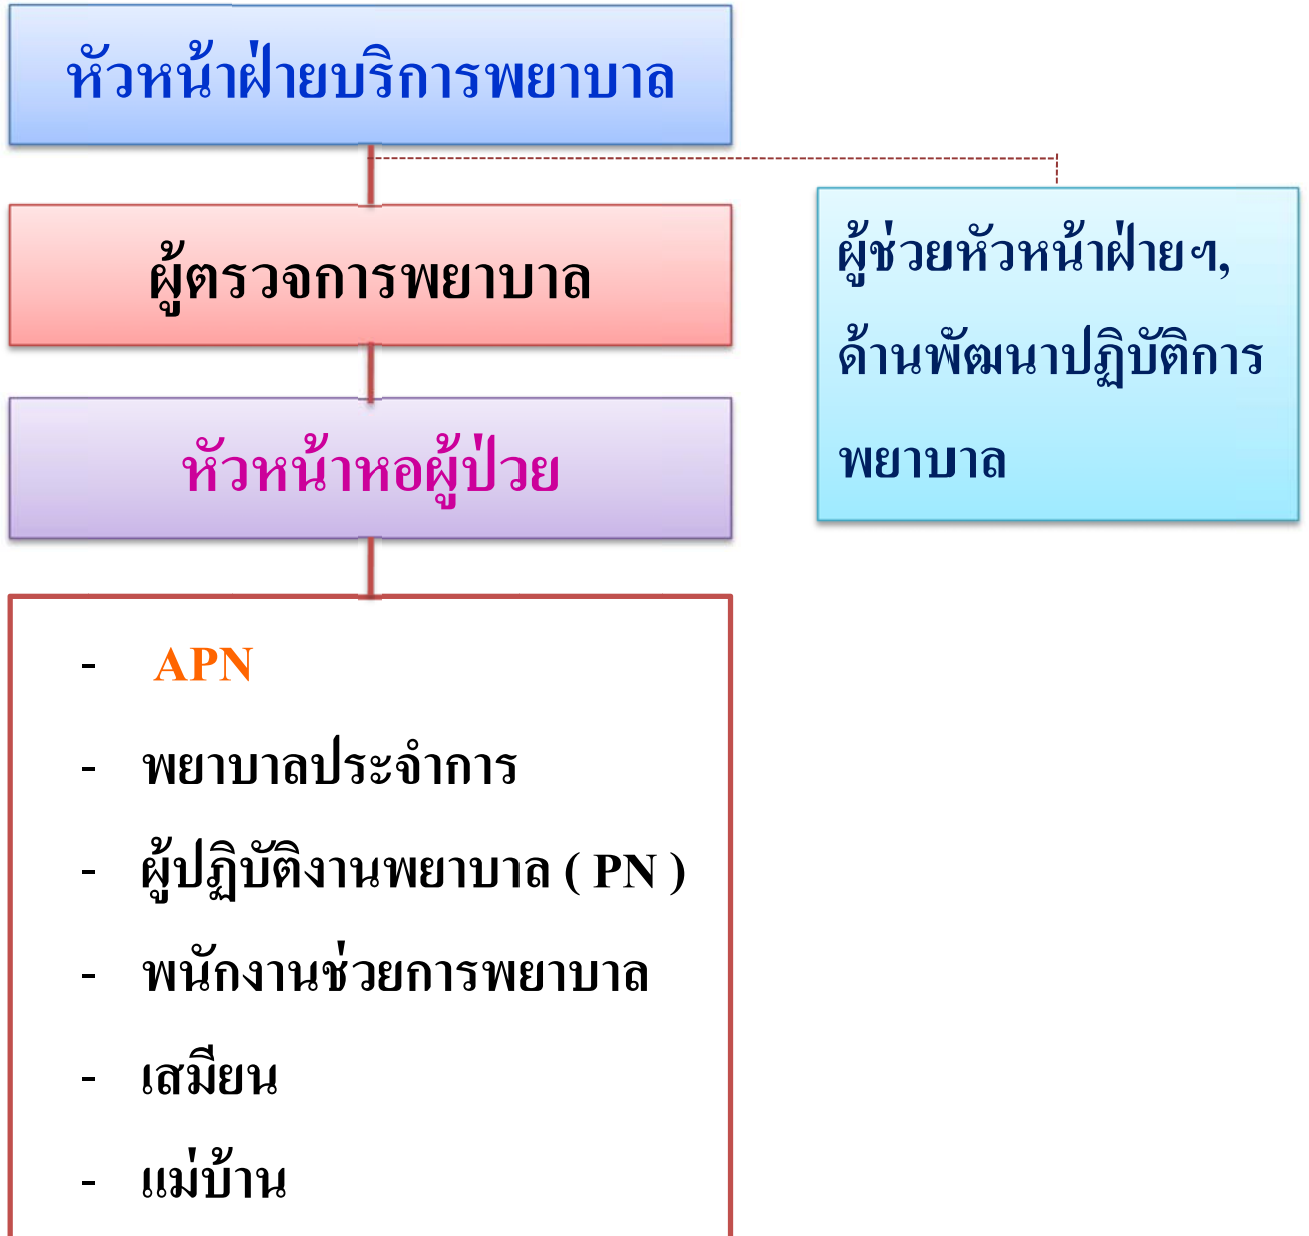 หัวหน้าฝ่ายบริการพยาบาล
ผู้ตรวจการพยาบาล
หัวหน้าหอผู้ป่วย
ผู้ช่วยหัวหน้าฝ่ายฯ,
ด้านพัฒนาปฏิบัติการ
พยาบาล
- APN
- พยาบาลประจำการ
- ผู้ปฏิบัติงานพยาบาล ( PN )
- พนักงานช่วยการพยาบาล
- เสมียน
- แม่บ้าน